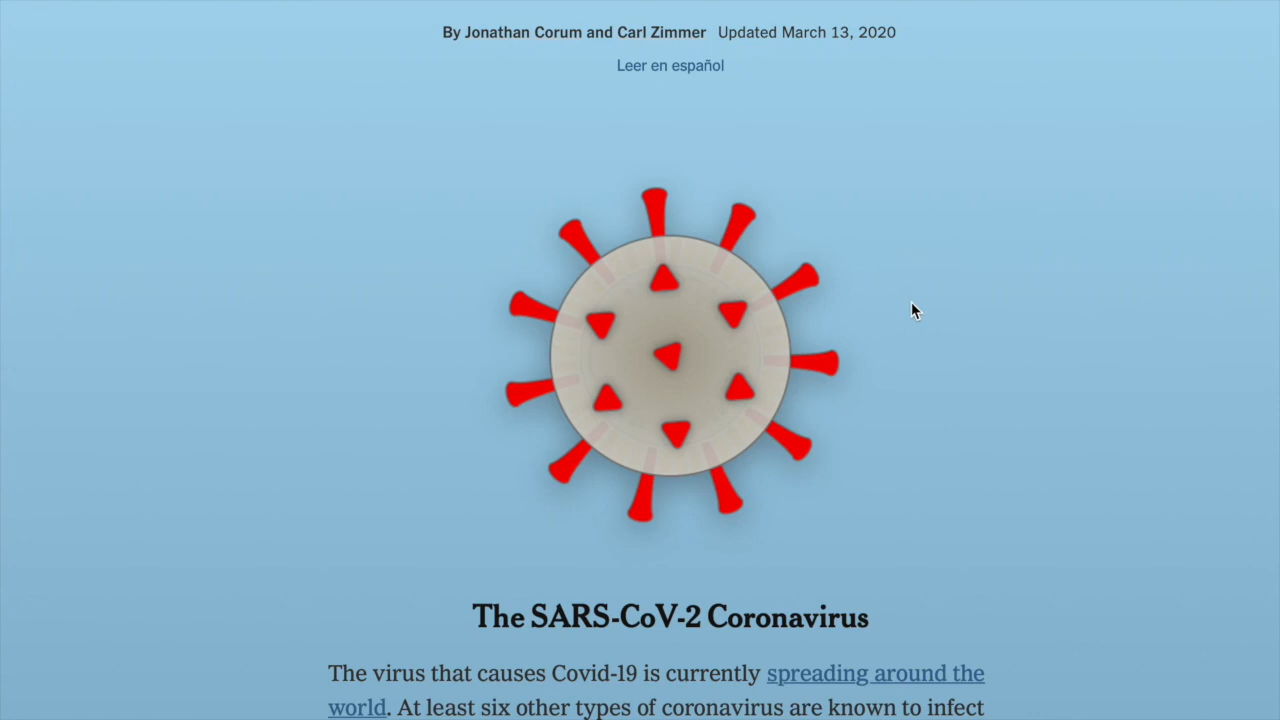 By Jonathan Corum and Carl Zimmer Updated March 13, 2020
Leer en español
The SARS-CoV-2 Coronavirus
The virus that causes Covid-19 is currently spreading around the
world. At least six other types of coronavirus are known to infect